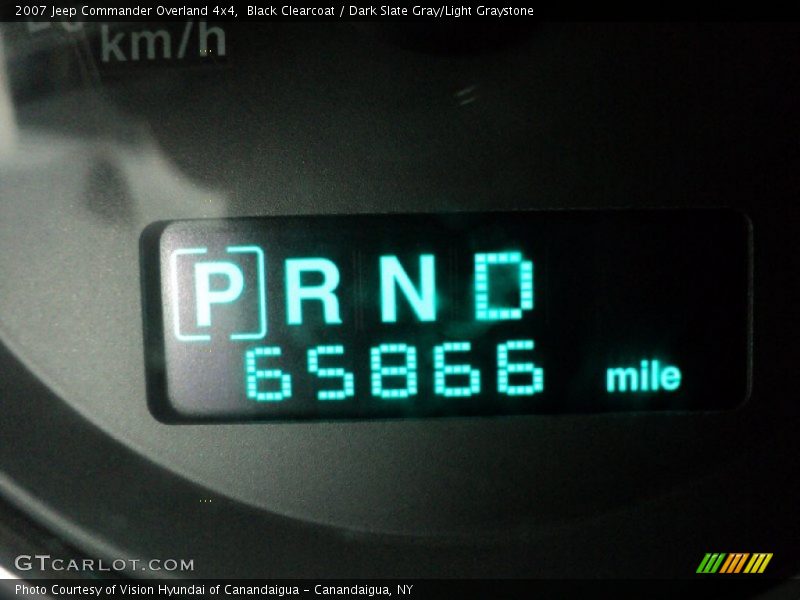 2007 Jeep Commander Overland 4x4,  Black Clearcoat / Dark Slate Gray/Light Graystone
km/h
[P] R N D
65866 mile
GTCARLOT.COM
Photo Courtesy of Vision Hyundai of Canandaigua - Canandaigua, NY